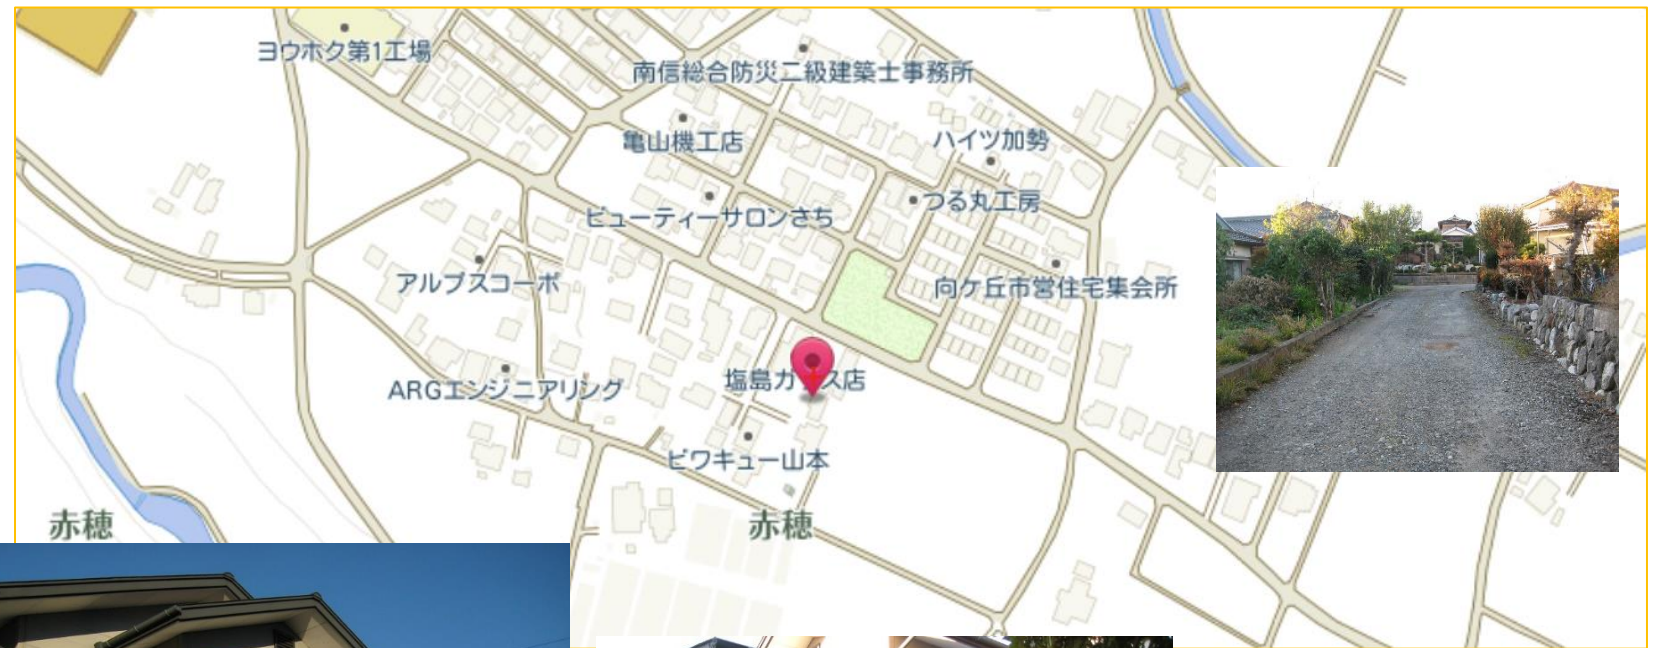 ヨウホク第1工場
南信総合防災二級建築士事務所
亀山機工店
ハイツ加勢
つる丸工房
ビューティーサロンさち
アルプスコーポ
向ケ丘市営住宅集会所
塩島ガ ス店
ARGエンジニアリング
ビワキュー山本
赤穂
赤穂